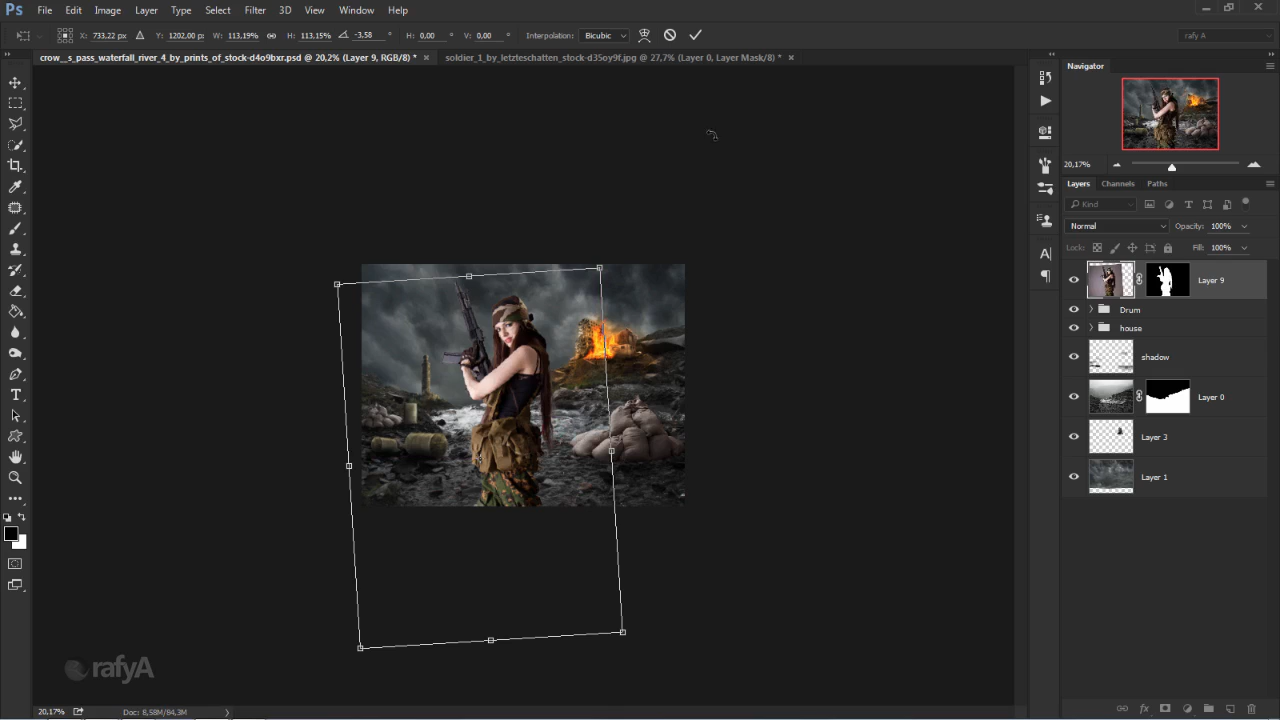 Ps File Edit Image Layer Type Select Filter 3D View Window Help
X: 733,22 px Y: 1202,00 px W: 113,19% H: 113,15% -3,58 ° H: 0,00 ° V: 0,00 ° Interpolation: Bicubic rafy A
crow__s_pass_waterfall_river_4_by_prints_of_stock-d4o9bxr.psd @ 20,2% (Layer 9, RGB/8) * × soldier_1_by_letzteschatten_stock-d35oy9f.jpg @ 27,7% (Layer 0, Layer Mask/8) * ×
Navigator
20,17%
Layers Channels Paths
Kind
Normal Opacity: 100%
Lock: Fill: 100%
Layer 9
Drum
house
shadow
Layer 0
Layer 3
Layer 1
rafyA
20,17% Doc: 8,58M/84,3M